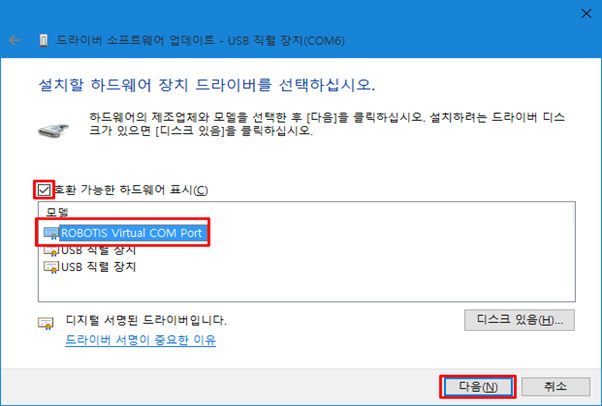 드라이버 소프트웨어 업데이트 - USB 직렬 장치(COM6)
설치할 하드웨어 장치 드라이버를 선택하십시오.
하드웨어의 제조업체와 모델을 선택한 후 [다음]을 클릭하십시오. 설치하려는 드라이버 디스
크가 있으면 [디스크 있음]을 클릭하십시오.
호환 가능한 하드웨어 표시(C)
모델
ROBOTIS Virtual COM Port
USB 직렬 장치
USB 직렬 장치
디지털 서명된 드라이버입니다.
디스크 있음(H)...
드라이버 서명이 중요한 이유
다음(N)
취소